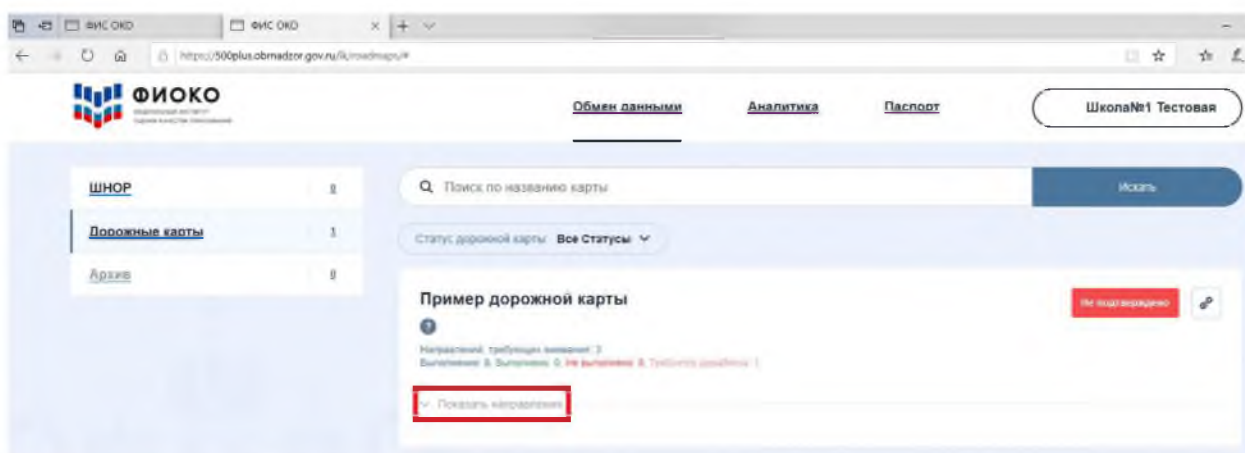 ФИС ОКО
ФИС ОКО
https://500plus.obrnadzor.gov.ru/lk/roadmaps/#
ФИОКО
Обмен данными
Аналитика
Паспорт
Школа№1 Тестовая
ШНОР 0
Поиск по названию карты
Искать
Дорожные карты 1
Статус дорожной карты Все Статусы
Архив 0
Пример дорожной карты
Не подтверждено
Направлений, требующих внимания: 3
Выполнение: 0, Выполнено: 0, Не выполнено: 0, Требуется доработка: 1
Показать направления